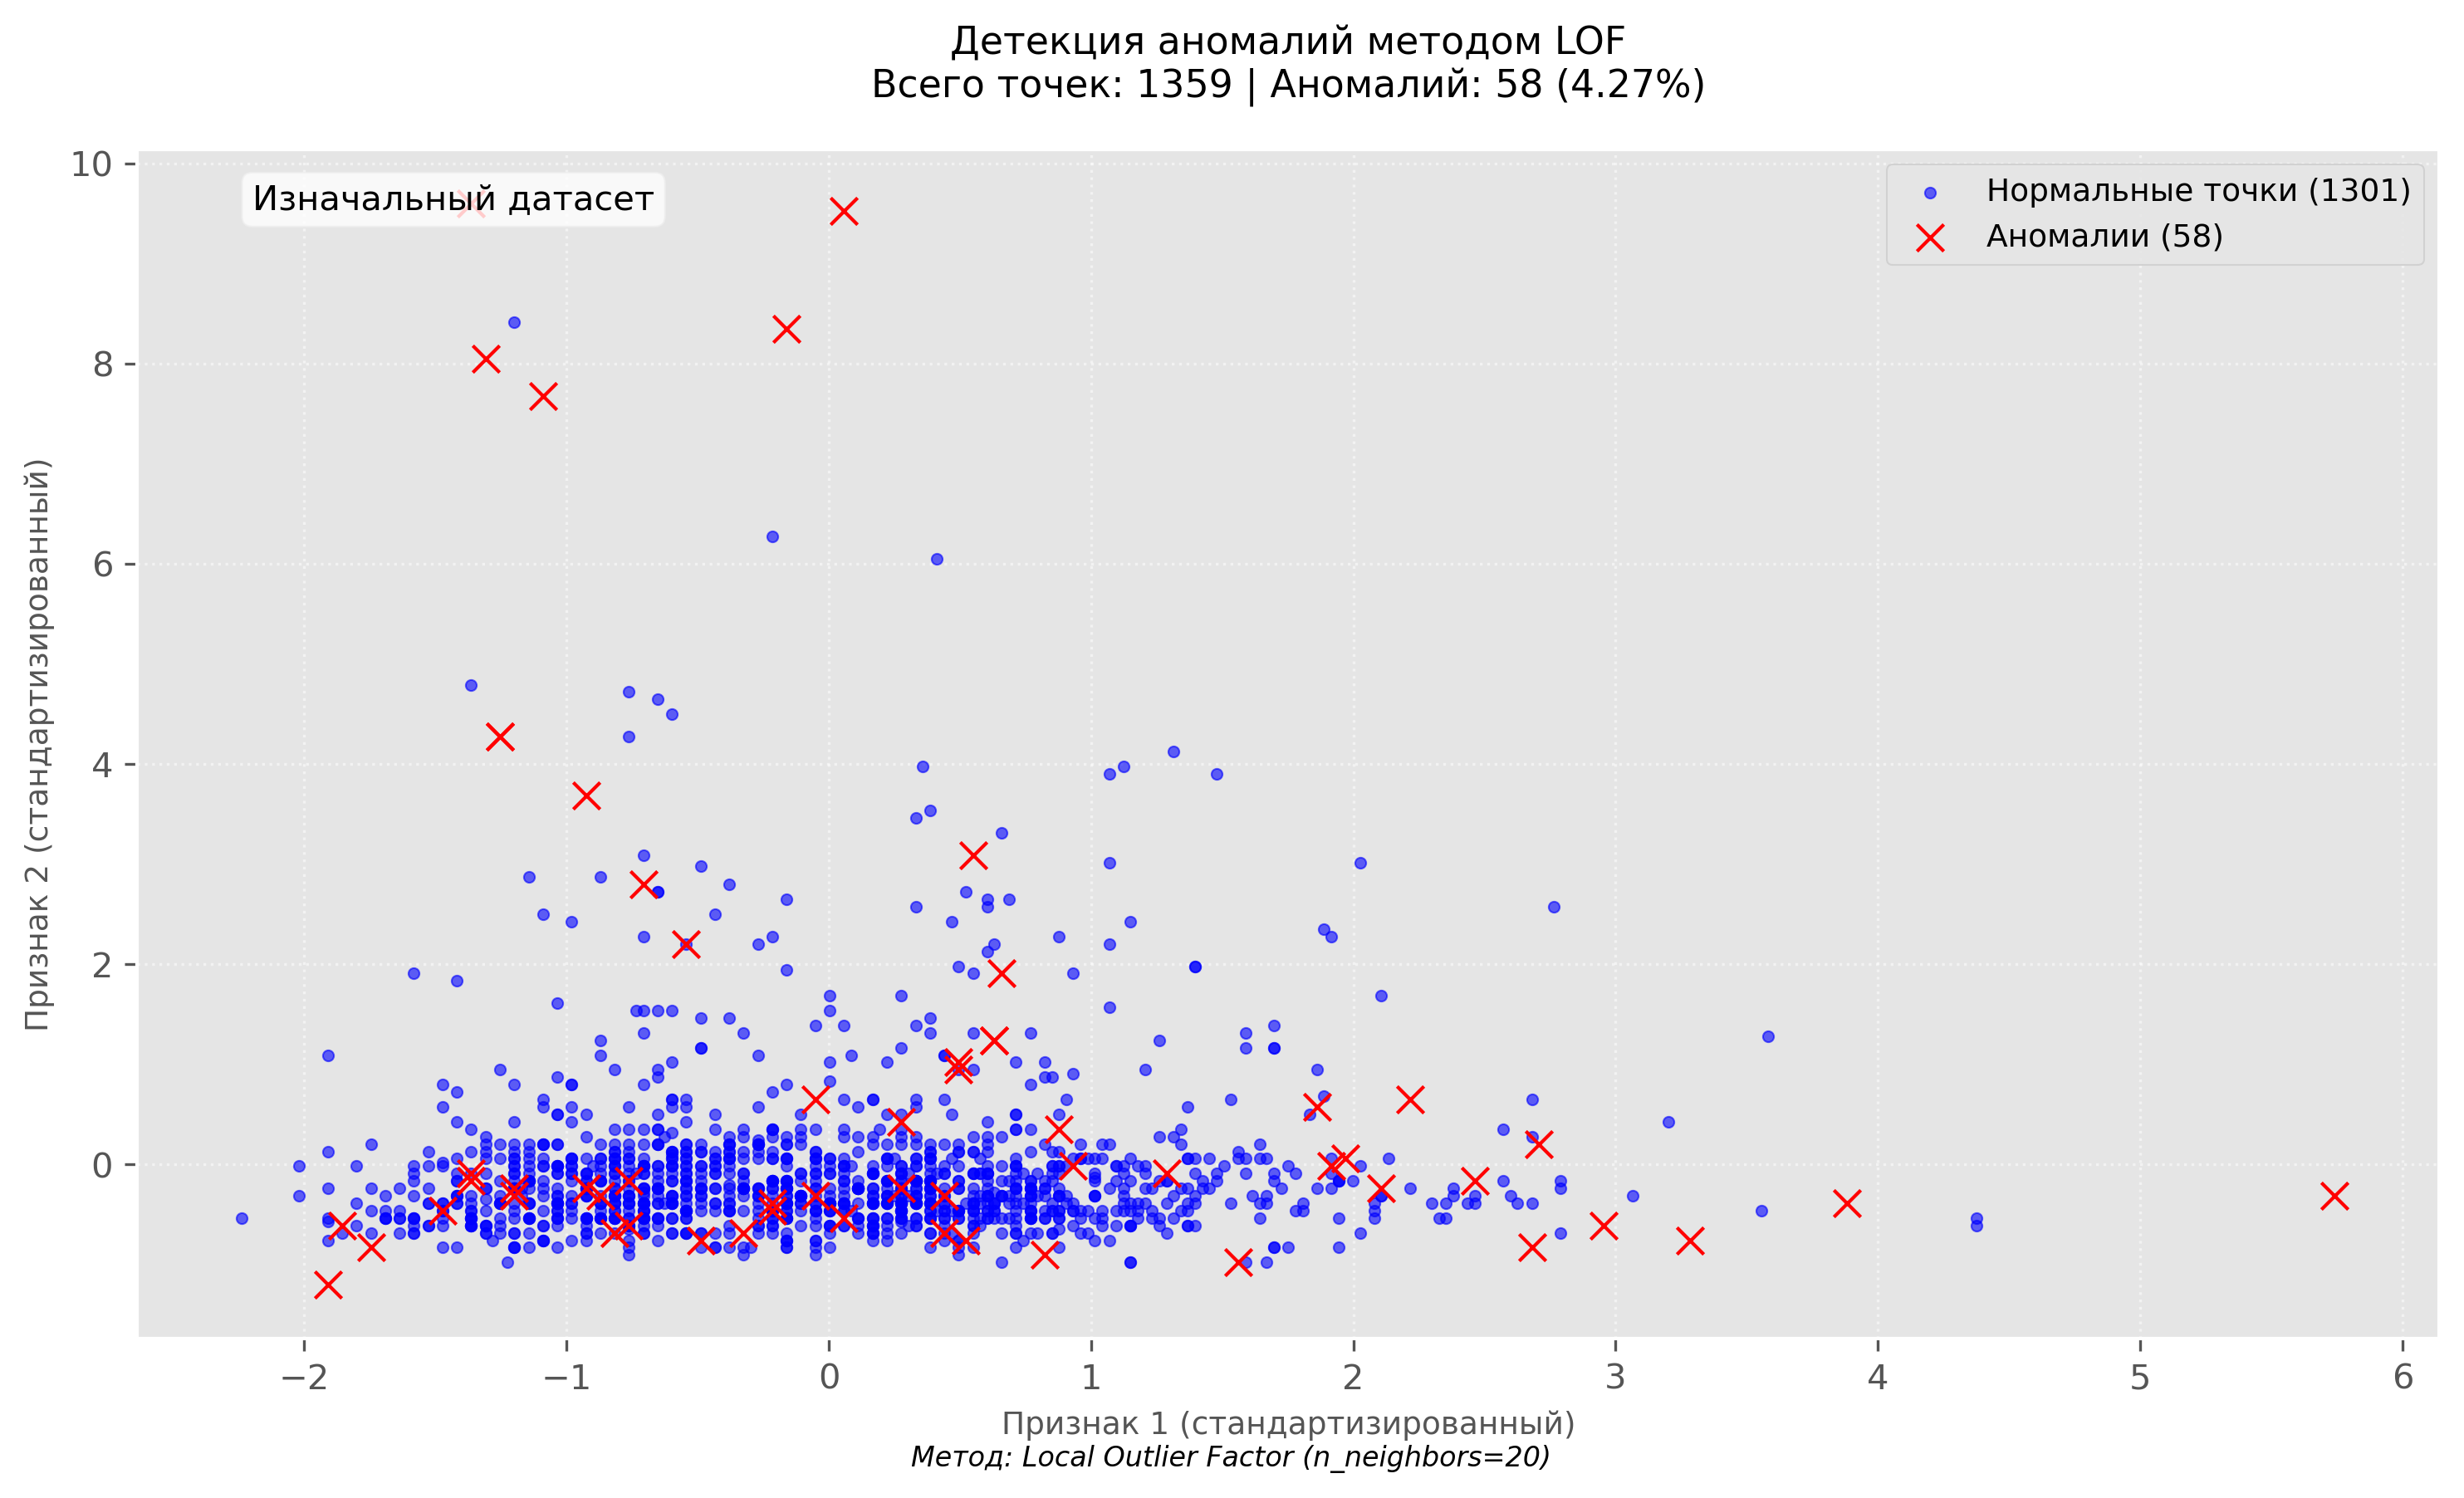 Детекция аномалий методом LOF
Всего точек: 1359 | Аномалий: 58 (4.27%)
Изначальный датасет
Нормальные точки (1301)
Аномалии (58)
Признак 2 (стандартизированный)
10
8
6
4
2
0
−2
−1
0
1
2
3
4
5
6
Признак 1 (стандартизированный)
Метод: Local Outlier Factor (n_neighbors=20)